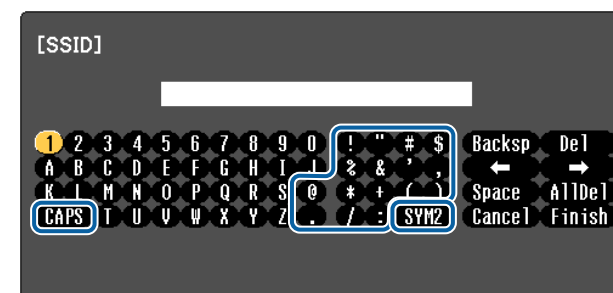 [SSID]
1 2 3 4 5 6 7 8 9 0 ! " # $ Backsp Del
A B C D E F G H I J % & ' , ← →
K L M N O P Q R S @ * + ( ) Space AllDel
CAPS T U V W X Y Z . / : SYM2 Cancel Finish